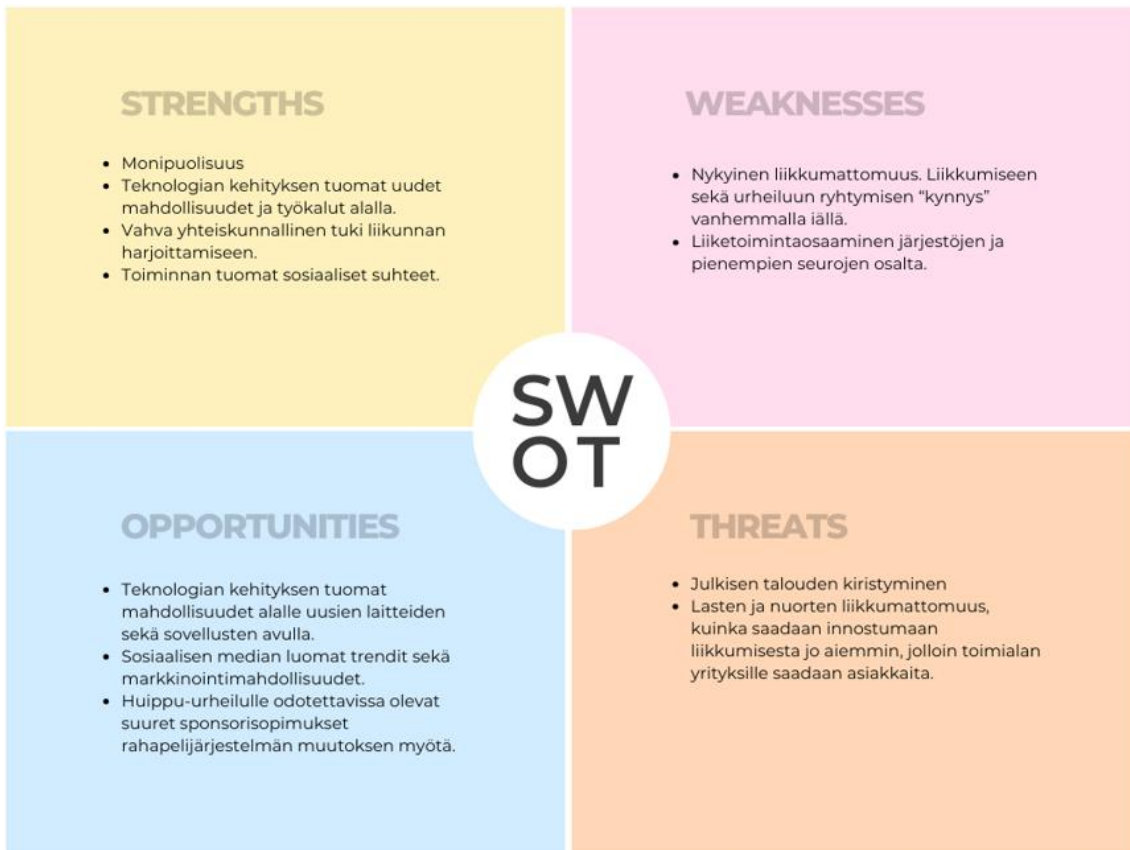 STRENGTHS
• Monipuolisuus
• Teknologian kehityksen tuomat uudet
mahdollisuudet ja työkalut alalla.
• Vahva yhteiskunnallinen tuki liikunnan
harjoittamiseen.
• Toiminnan tuomat sosiaaliset suhteet.
WEAKNESSES
• Nykyinen liikkumattomuus. Liikkumiseen
sekä urheiluun ryhtymisen “kynnys”
vanhemmalla iällä.
• Liiketoimintaosaaminen järjestöjen ja
pienempien seurojen osalta.
SW
OT
OPPORTUNITIES
• Teknologian kehityksen tuomat
mahdollisuudet alalle uusien laitteiden
sekä sovellusten avulla.
• Sosiaalisen median luomat trendit sekä
markkinointimahdollisuudet.
• Huippu-urheilulle odotettavissa olevat
suuret sponsorisopimukset
rahapelijärjestelmän muutoksen myötä.
THREATS
• Julkisen talouden kiristyminen
• Lasten ja nuorten liikkumattomuus,
kuinka saadaan innostumaan
liikkumisesta jo aiemmin, jolloin toimialan
yrityksille saadaan asiakkaita.